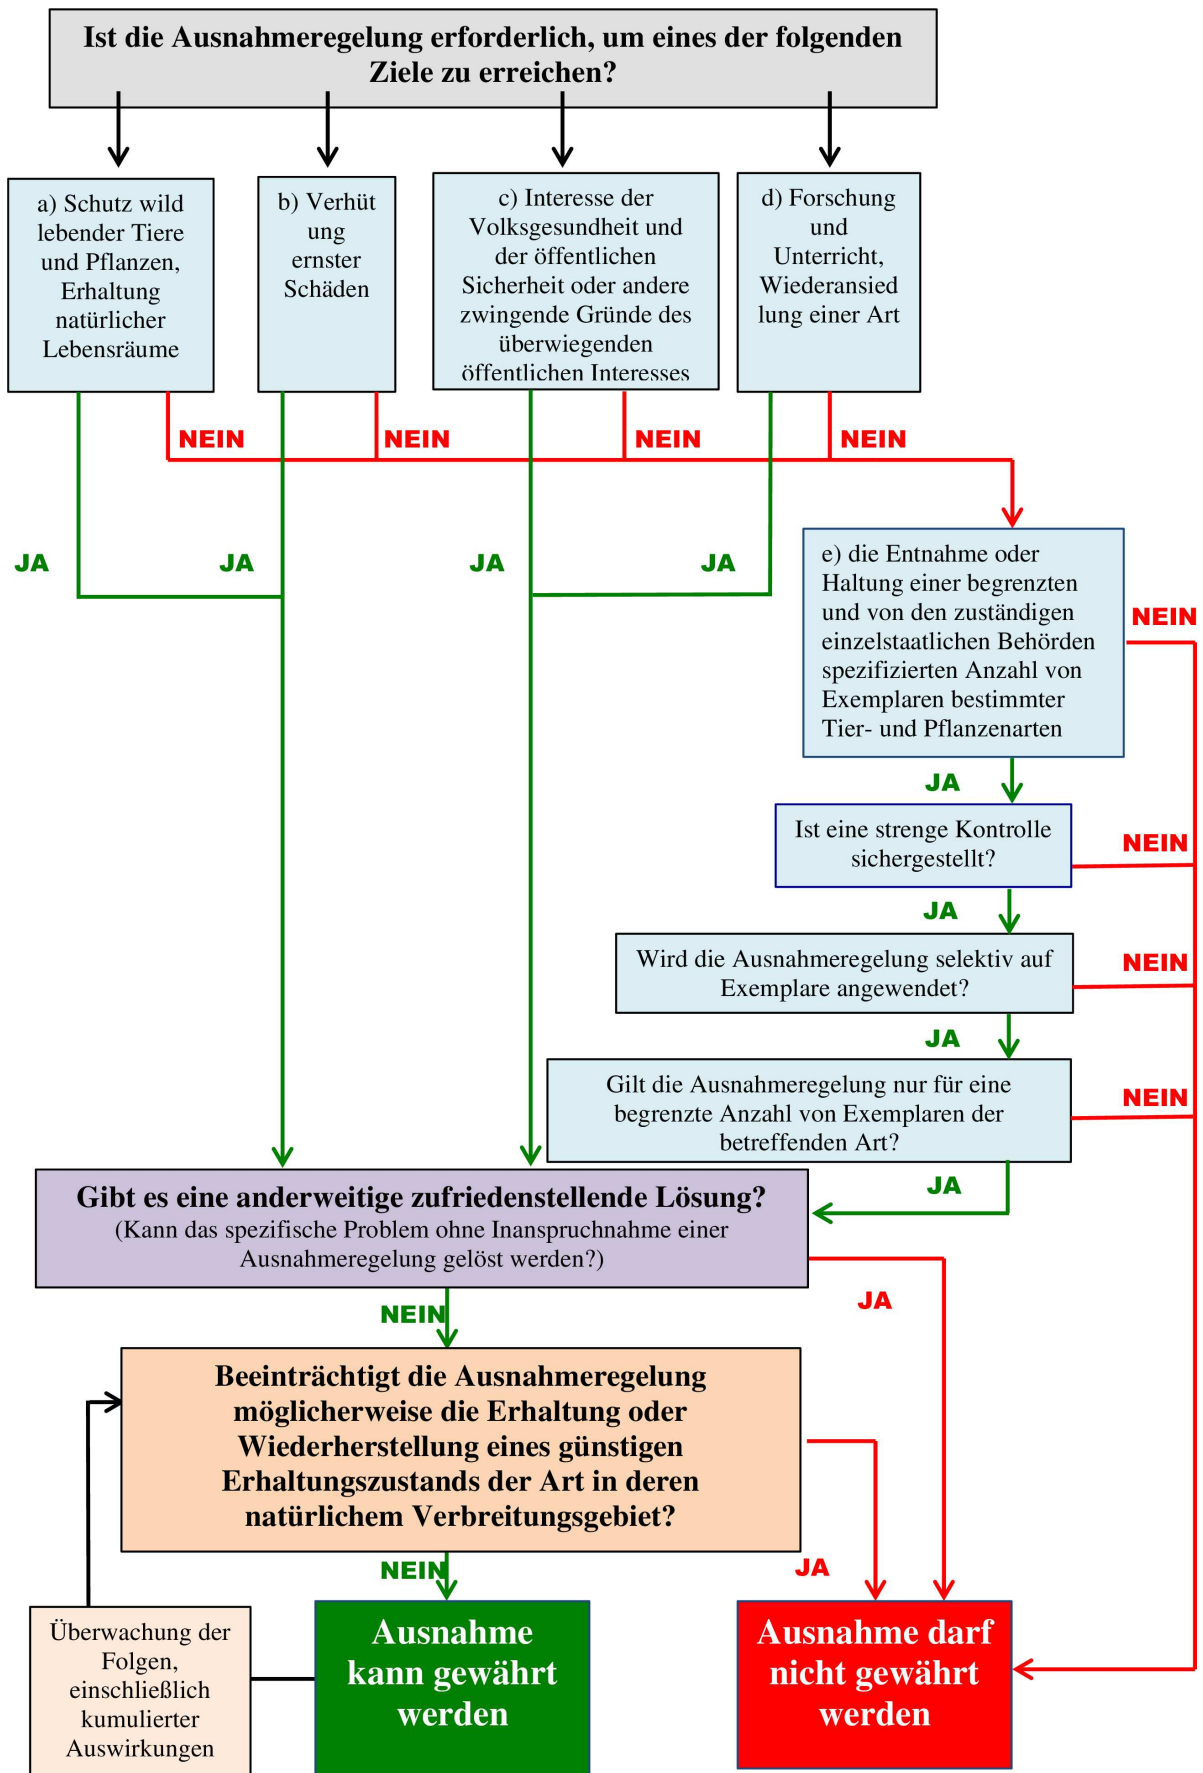 Ist die Ausnahmeregelung erforderlich, um eines der folgenden
Ziele zu erreichen?
a) Schutz wild
lebender Tiere
und Pflanzen,
Erhaltung
natürlicher
Lebensräume
b) Verhüt
ung
ernster
Schäden
c) Interesse der
Volksgesundheit und
der öffentlichen
Sicherheit oder andere
zwingende Gründe des
überwiegenden
öffentlichen Interesses
d) Forschung
und
Unterricht,
Wiederansied
lung einer Art
NEIN
NEIN
NEIN
NEIN
JA
JA
JA
JA
e) die Entnahme oder
Haltung einer begrenzten
und von den zuständigen
einzelstaatlichen Behörden
spezifizierten Anzahl von
Exemplaren bestimmter
Tier- und Pflanzenarten
NEIN
JA
Ist eine strenge Kontrolle
sichergestellt?
NEIN
JA
Wird die Ausnahmeregelung selektiv auf
Exemplare angewendet?
NEIN
JA
Gilt die Ausnahmeregelung nur für eine
begrenzte Anzahl von Exemplaren der
betreffenden Art?
NEIN
JA
Gibt es eine anderweitige zufriedenstellende Lösung?
(Kann das spezifische Problem ohne Inanspruchnahme einer
Ausnahmeregelung gelöst werden?)
JA
NEIN
Beeinträchtigt die Ausnahmeregelung
möglicherweise die Erhaltung oder
Wiederherstellung eines günstigen
Erhaltungszustands der Art in deren
natürlichem Verbreitungsgebiet?
NEIN
JA
Überwachung der
Folgen,
einschließlich
kumulierter
Auswirkungen
Ausnahme
kann gewährt
werden
Ausnahme darf
nicht gewährt
werden